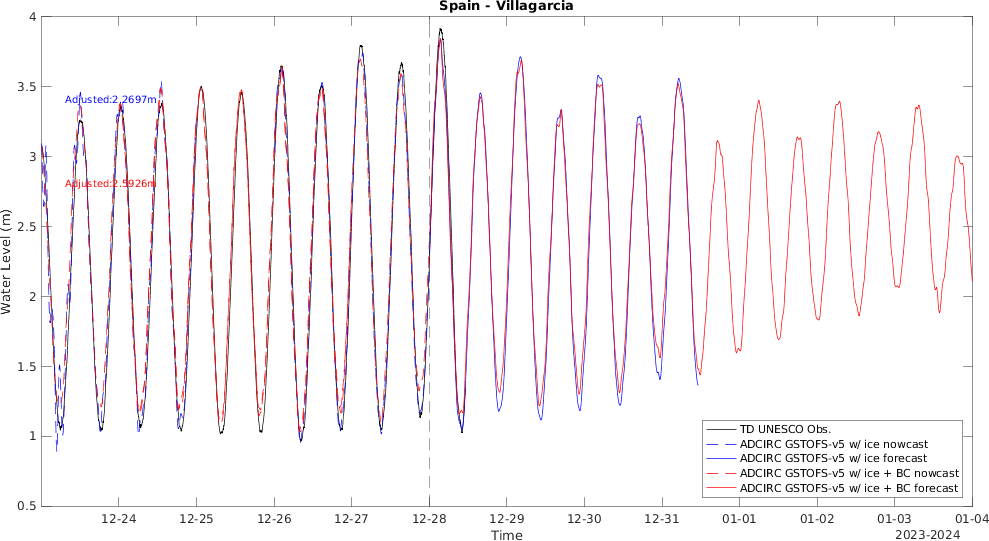 Spain - Villagarcia
Water Level (m)
4
3.5
3
2.5
2
1.5
1
0.5
Adjusted:2.2697m
Adjusted:2.5926m
TD UNESCO Obs.
ADCIRC GSTOFS-v5 w/ ice nowcast
ADCIRC GSTOFS-v5 w/ ice forecast
ADCIRC GSTOFS-v5 w/ ice + BC nowcast
ADCIRC GSTOFS-v5 w/ ice + BC forecast
12-24 12-25 12-26 12-27 12-28 12-29 12-30 12-31 01-01 01-02 01-03 01-04
Time
2023-2024